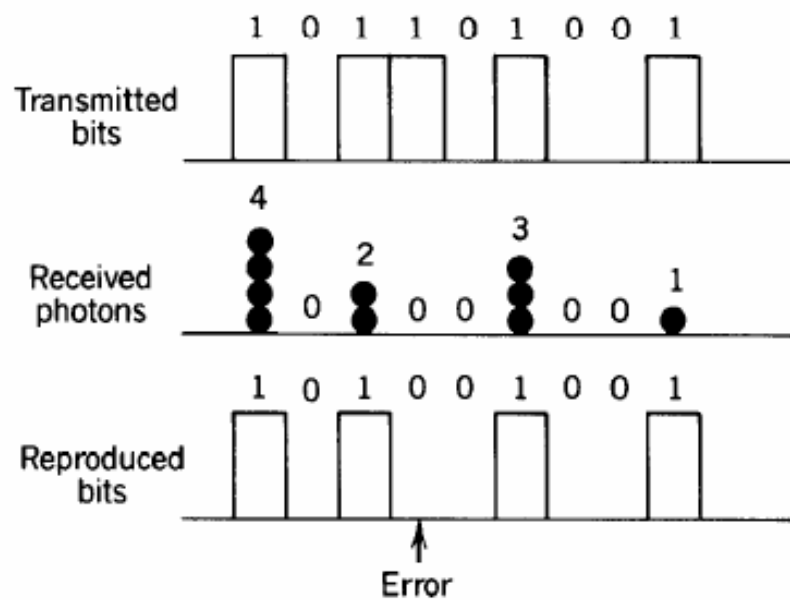 1 0 1 1 0 1 0 0 1
Transmitted
bits
4 0 2 0 0 3 0 0 1
Received
photons
1 0 1 0 0 1 0 0 1
Reproduced
bits
Error